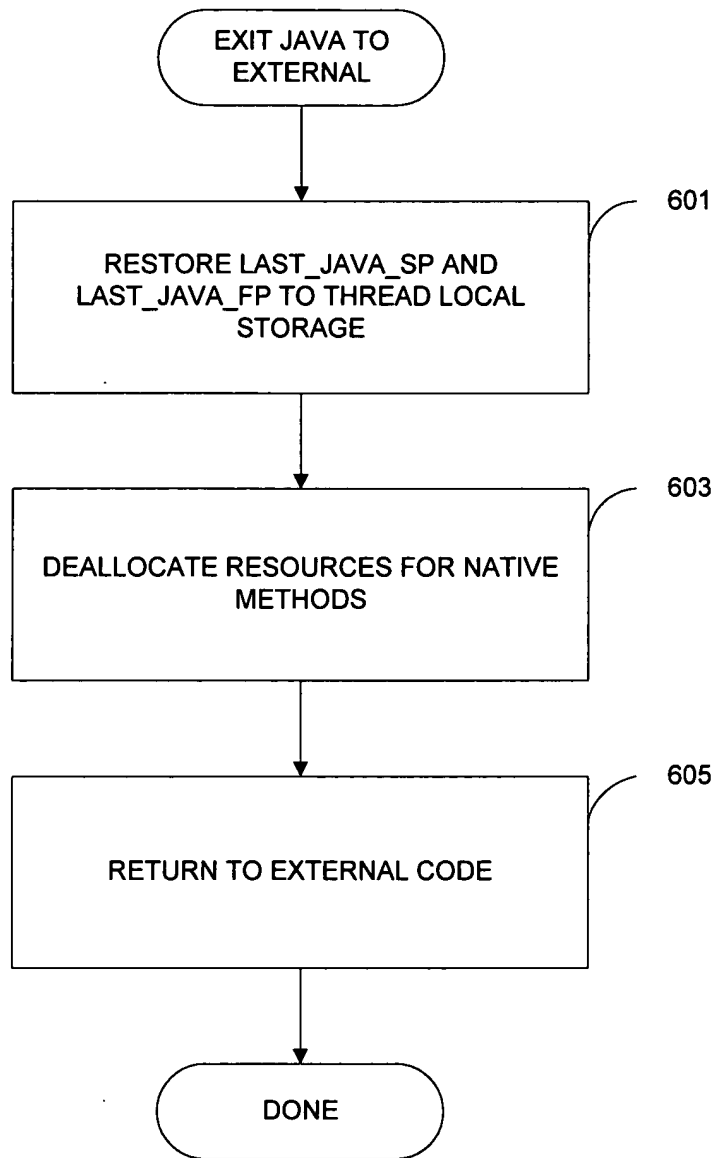 EXIT JAVA TO
EXTERNAL
601
RESTORE LAST_JAVA_SP AND
LAST_JAVA_FP TO THREAD LOCAL
STORAGE
603
DEALLOCATE RESOURCES FOR NATIVE
METHODS
605
RETURN TO EXTERNAL CODE
DONE